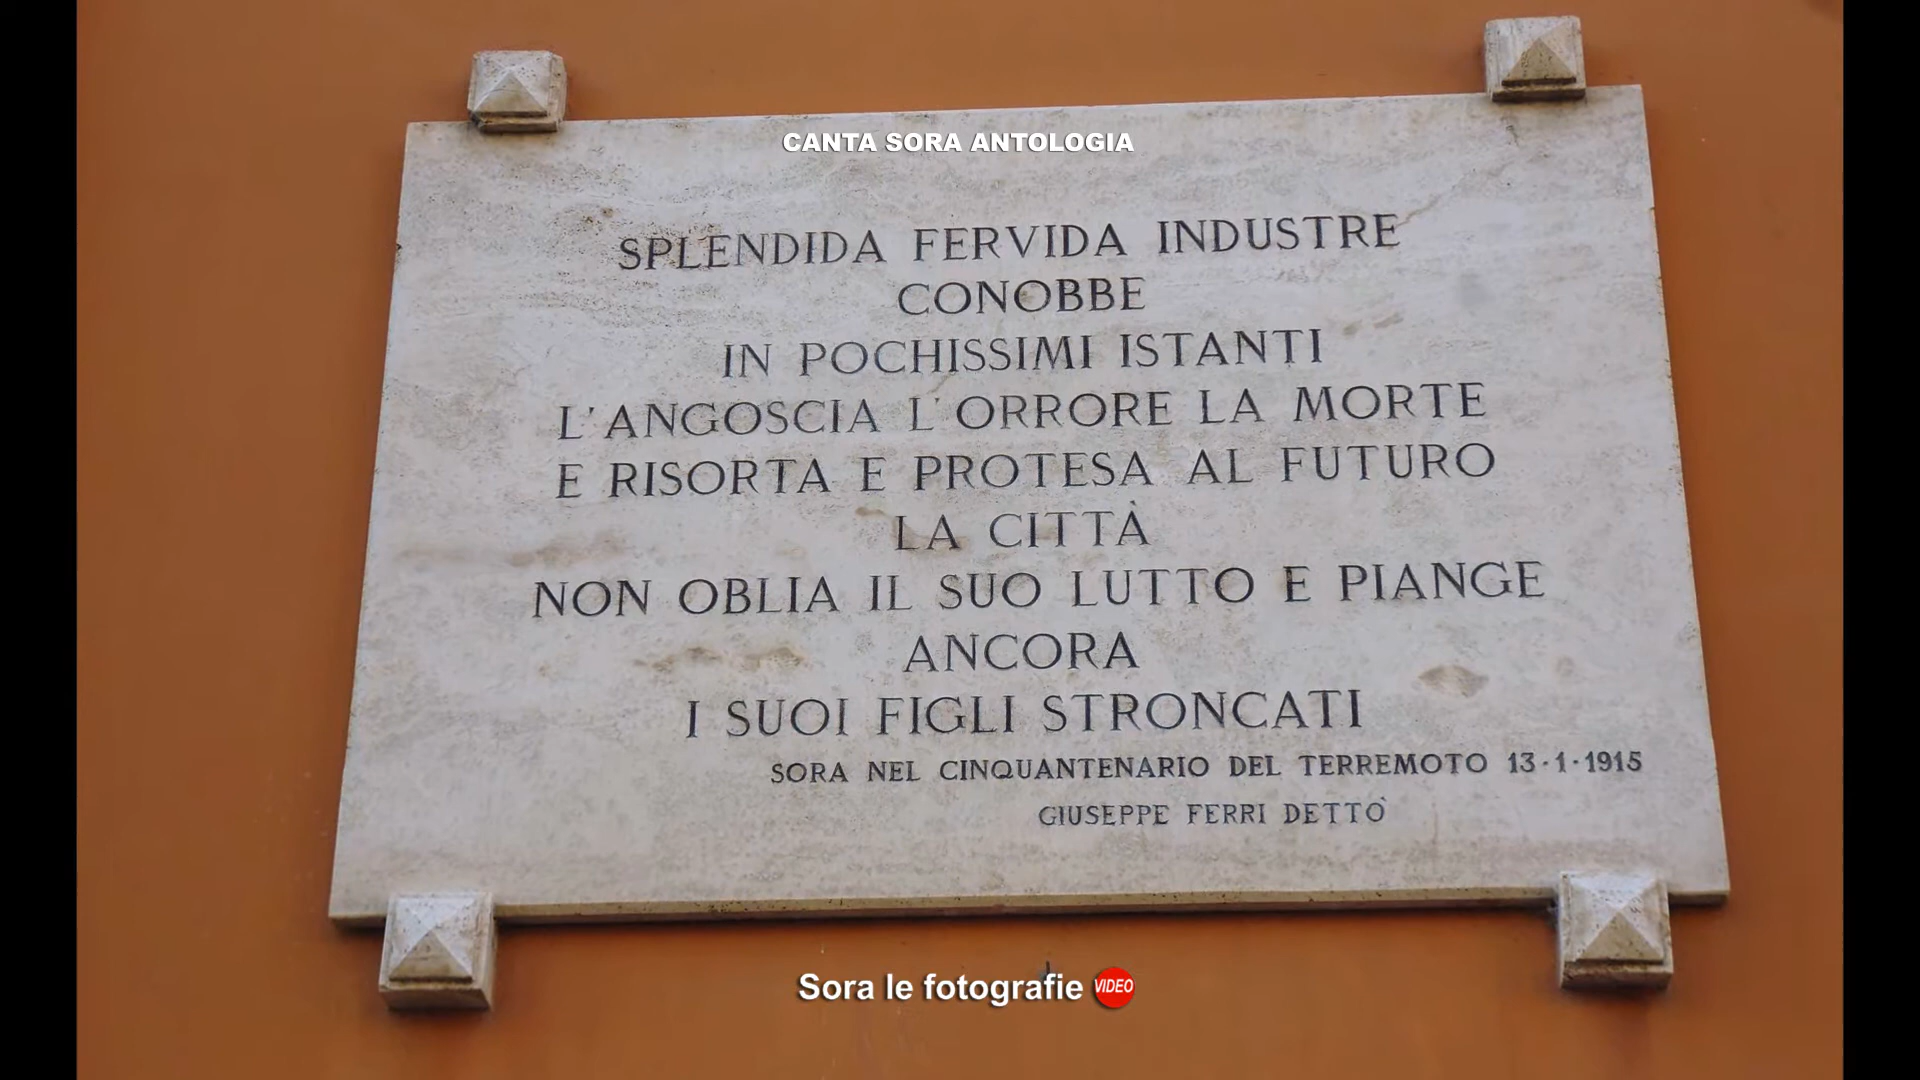 CANTA SORA ANTOLOGIA
SPLENDIDA FERVIDA INDUSTRE
CONOBBE
IN POCHISSIMI ISTANTI
L'ANGOSCIA L'ORRORE LA MORTE
E RISORTA E PROTESA AL FUTURO
LA CITTÀ
NON OBLIA IL SUO LUTTO E PIANGE
ANCORA
I SUOI FIGLI STRONCATI
SORA NEL CINQUANTENARIO DEL TERREMOTO 13·1·1915
GIUSEPPE FERRI DETTÒ
Sora le fotografie VIDEO